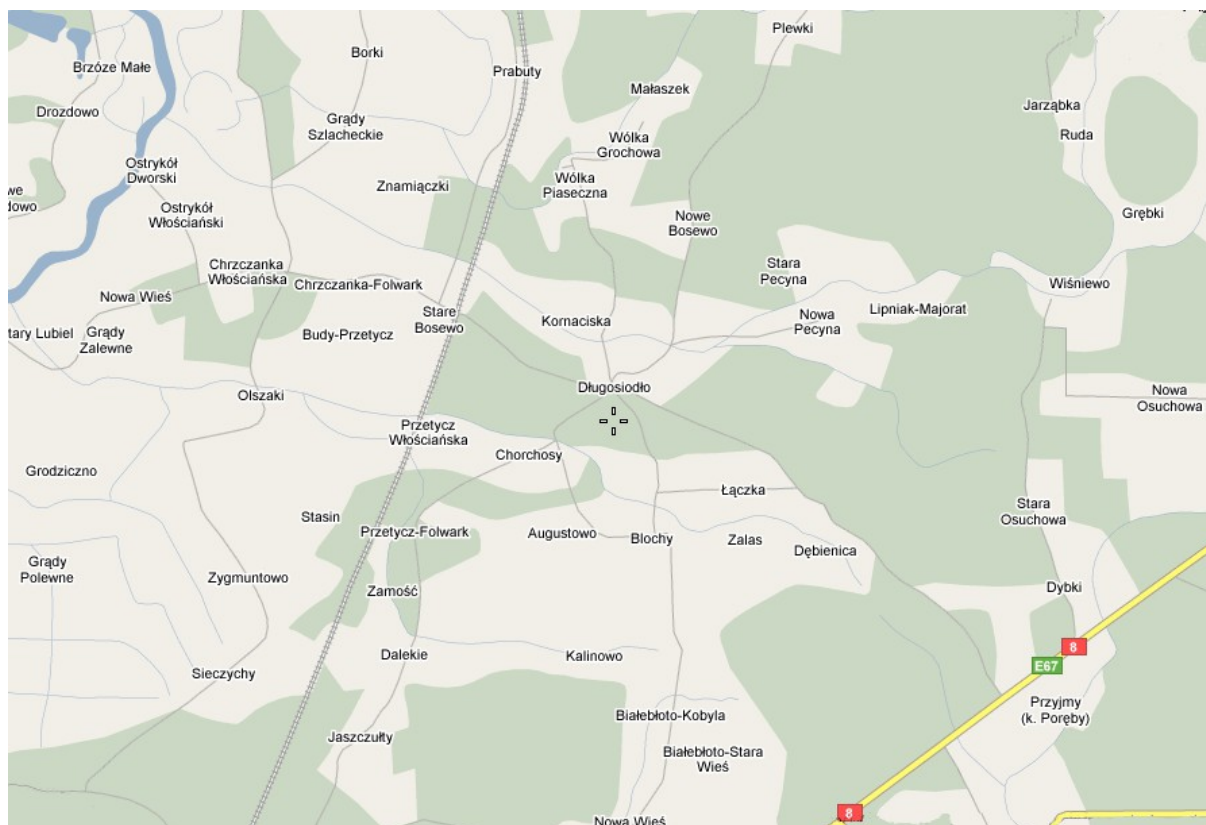 Plewki
Borki
Brzóze Małe
Prabuty
Małaszek
Drozdowo
Jarząbka
Grądy
Szlacheckie
Ruda
Wólka
Grochowa
Ostrykół
Dworski
Znamiączki
Wólka
Piaseczna
we
dowo
Ostrykół
Włościański
Nowe
Bosewo
Grębki
Chrzczanka
Włościańska
Stara
Pecyna
Chrzczanka-Folwark
Wiśniewo
Nowa Wieś
Stare
Bosewo
Kornaciska
Nowa
Pecyna
Lipniak-Majorat
tary Lubiel
Grądy
Zalewne
Budy-Przetycz
Długosiodło
Olszaki
Nowa
Osuchowa
Przetycz
Włościańska
Chorchosy
Grodziczno
Łączka
Stasin
Stara
Osuchowa
Przetycz-Folwark
Augustowo
Blochy
Zalas
Dębienica
Grądy
Polewne
Zygmuntowo
Zamość
Dybki
8
Dalekie
Kalinowo
E67
Sieczychy
Przyjmy
(k. Poręby)
Białebłoto-Kobyla
Jaszczułty
Białebłoto-Stara
Wieś
8
Nowa Wieś